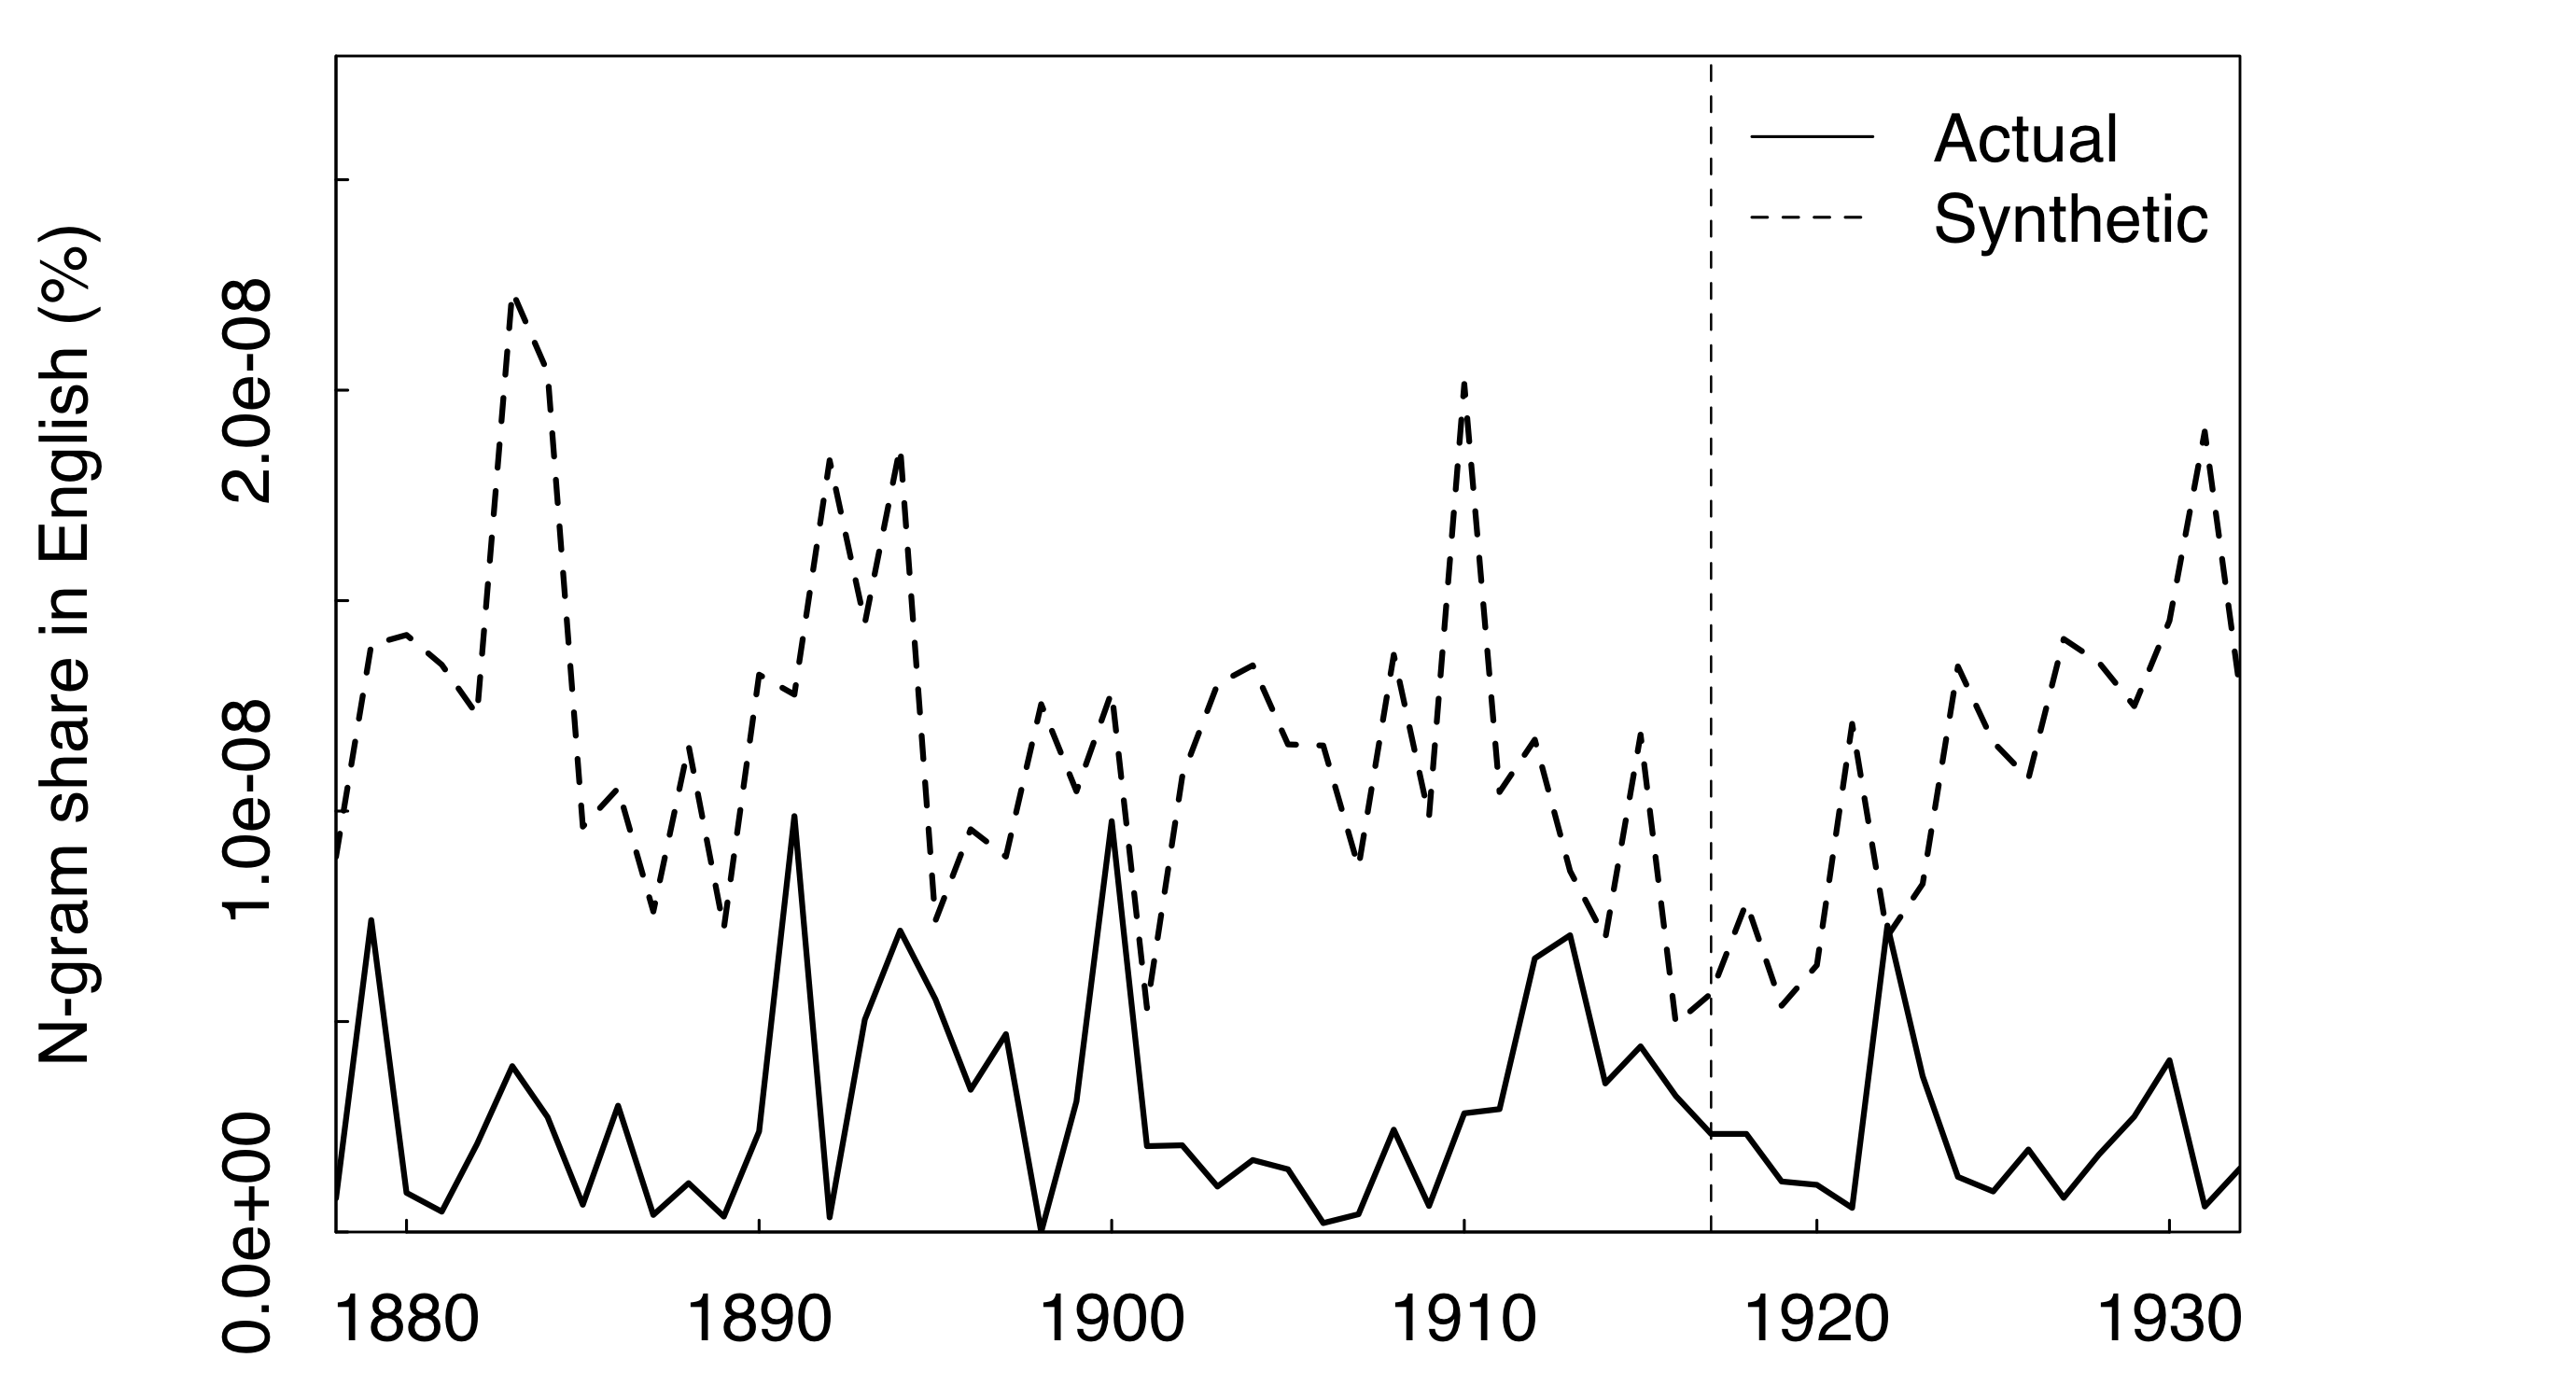 Actual
Synthetic
N-gram share in English (%)
2.0e-08
1.0e-08
0.0e+00
1880 1890 1900 1910 1920 1930